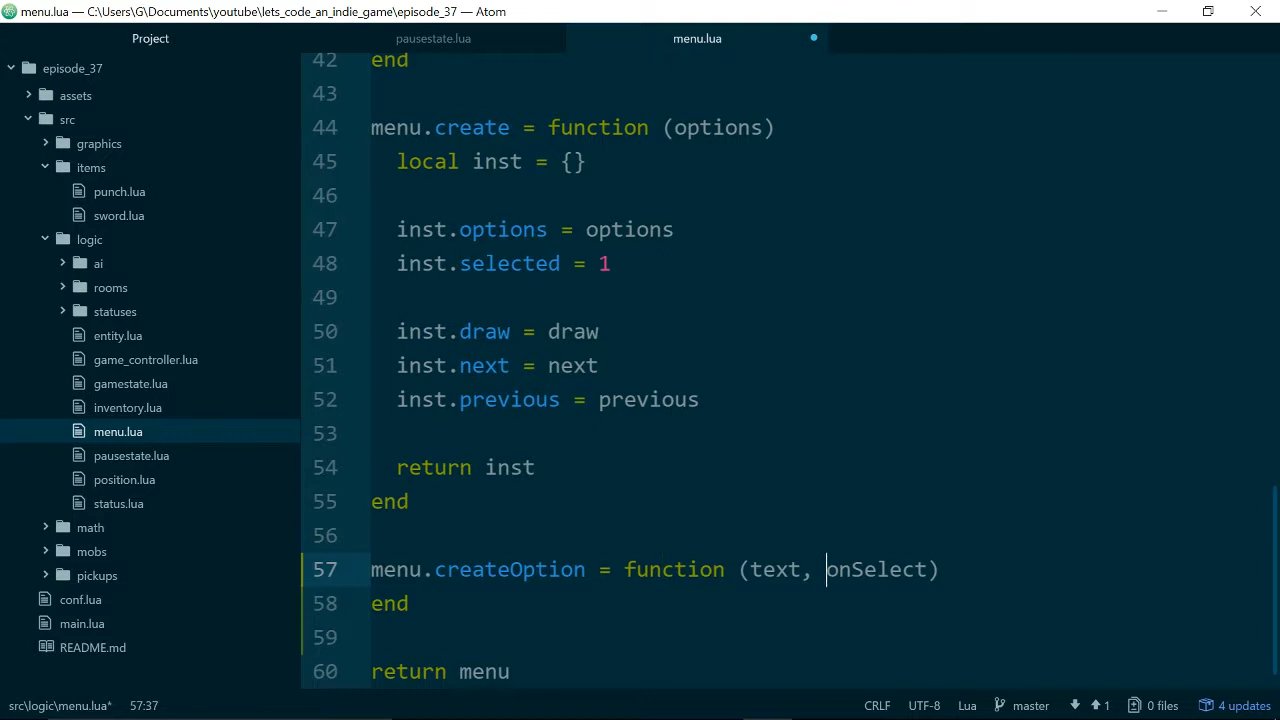 menu.lua — C:\Users\G\Documents\youtube\lets_code_an_indie_game\episode_37 — Atom
Project
pausestate.lua
menu.lua
episode_37
assets
src
graphics
items
punch.lua
sword.lua
logic
ai
rooms
statuses
entity.lua
game_controller.lua
gamestate.lua
inventory.lua
menu.lua
pausestate.lua
position.lua
status.lua
math
mobs
pickups
conf.lua
main.lua
README.md
42 end
43
44 menu.create = function (options)
45 local inst = {}
46
47 inst.options = options
48 inst.selected = 1
49
50 inst.draw = draw
51 inst.next = next
52 inst.previous = previous
53
54 return inst
55 end
56
57 menu.createOption = function (text, onSelect)
58 end
59
60 return menu
src\logic\menu.lua* 57:37 CRLF UTF-8 Lua master 1 0 files 4 updates